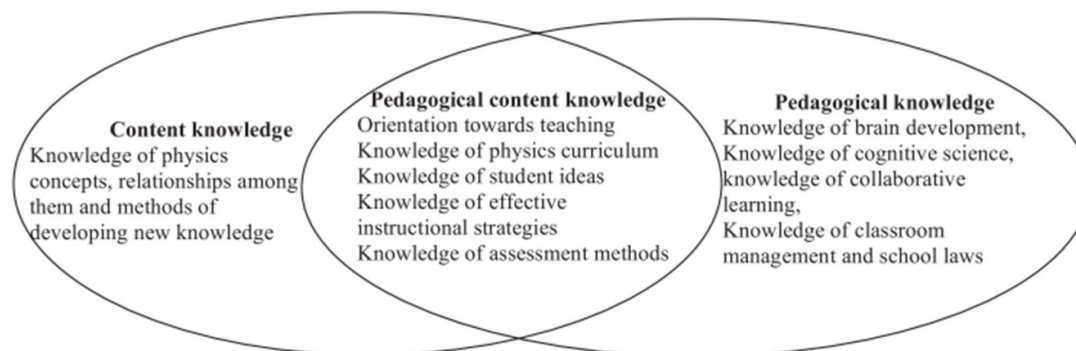 Content knowledge
Knowledge of physics
concepts, relationships among
them and methods of
developing new knowledge
Pedagogical content knowledge
Orientation towards teaching
Knowledge of physics curriculum
Knowledge of student ideas
Knowledge of effective
instructional strategies
Knowledge of assessment methods
Pedagogical knowledge
Knowledge of brain development,
Knowledge of cognitive science,
knowledge of collaborative
learning,
Knowledge of classroom
management and school laws